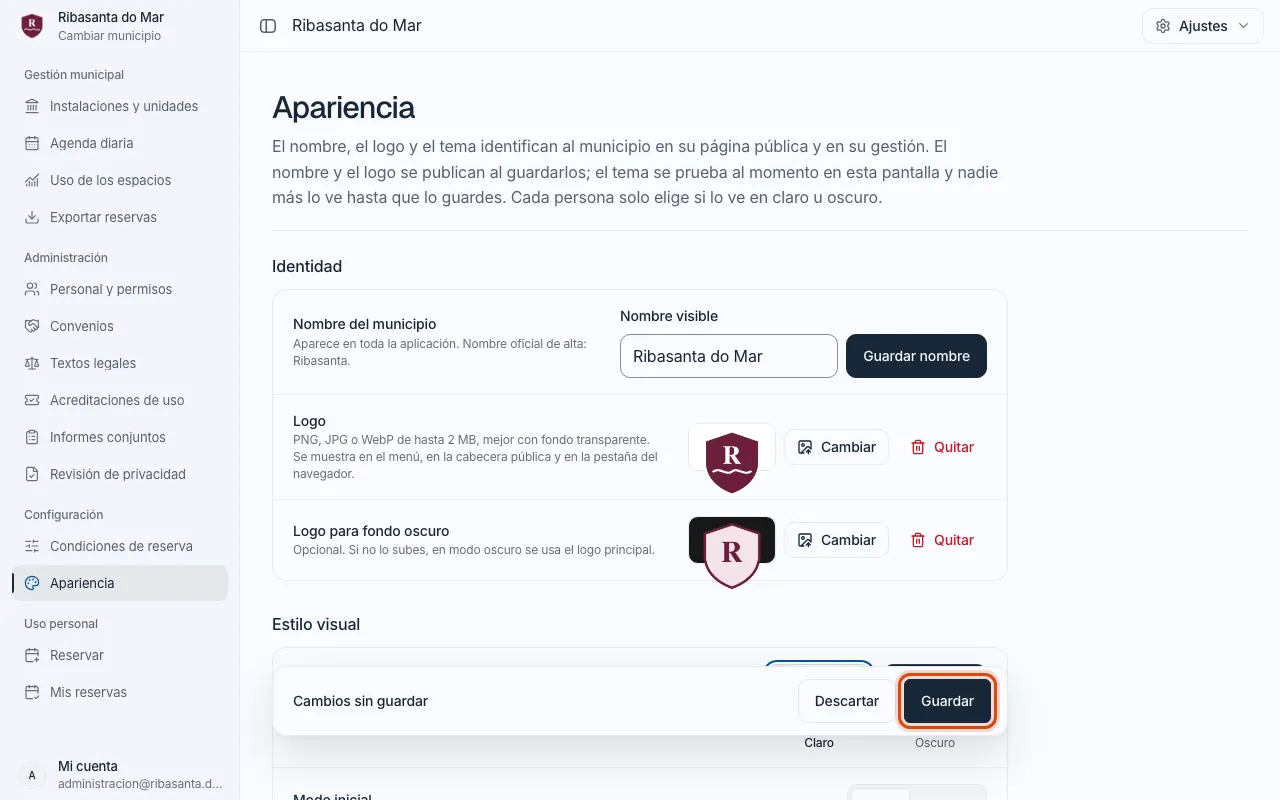 Ribasanta do Mar
Cambiar municipio
Gestión municipal
Instalaciones y unidades
Agenda diaria
Uso de los espacios
Exportar reservas
Administración
Personal y permisos
Convenios
Textos legales
Acreditaciones de uso
Informes conjuntos
Revisión de privacidad
Configuración
Condiciones de reserva
Apariencia
Uso personal
Reservar
Mis reservas
A
Mi cuenta
administracion@ribasanta.d...
Ribasanta do Mar
Ajustes
Apariencia
El nombre, el logo y el tema identifican al municipio en su página pública y en su gestión. El
nombre y el logo se publican al guardarlos; el tema se prueba al momento en esta pantalla y nadie
más lo ve hasta que lo guardes. Cada persona solo elige si lo ve en claro u oscuro.
Identidad
Nombre del municipio
Aparece en toda la aplicación. Nombre oficial de alta:
Ribasanta.
Nombre visible
Ribasanta do Mar
Guardar nombre
Logo
PNG, JPG o WebP de hasta 2 MB, mejor con fondo transparente.
Se muestra en el menú, en la cabecera pública y en la pestaña del
navegador.
R
Cambiar
Quitar
Logo para fondo oscuro
Opcional. Si no lo subes, en modo oscuro se usa el logo principal.
R
Cambiar
Quitar
Estilo visual
Cambios sin guardar
Descartar
Guardar
Claro
Oscuro
Modo inicial